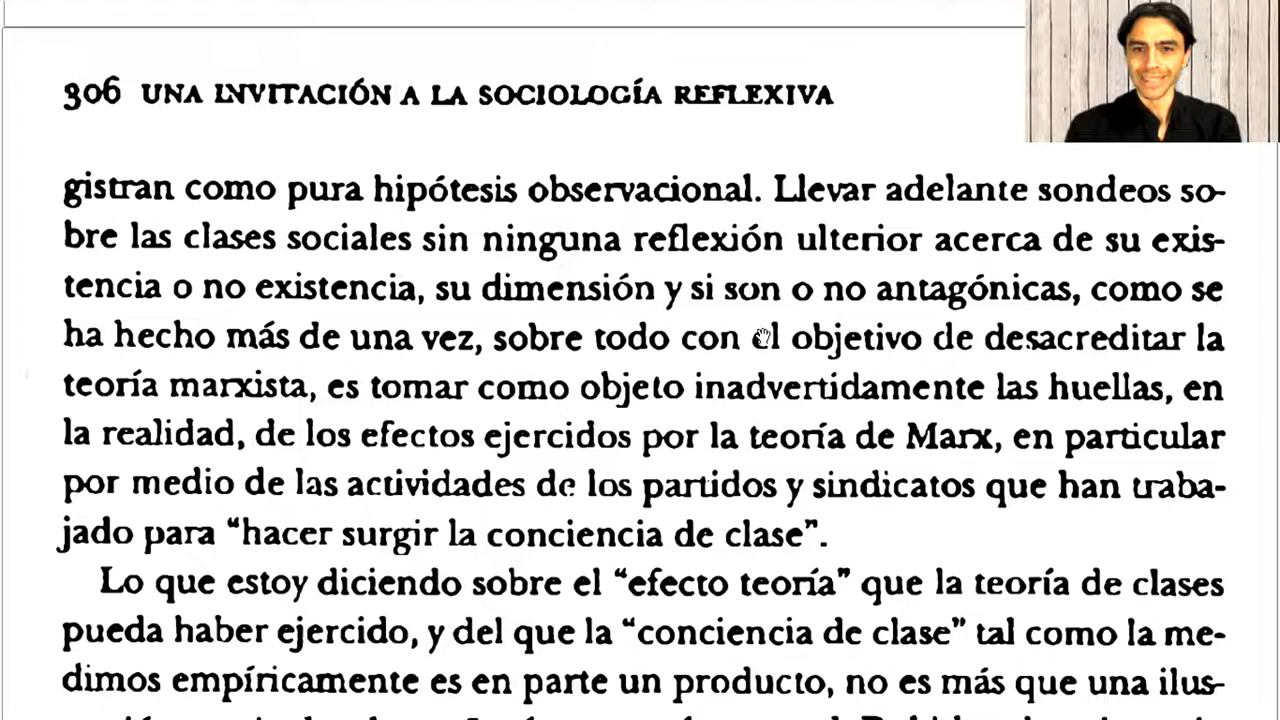 306 UNA INVITACIÓN A LA SOCIOLOGÍA REFLEXIVA
gistran como pura hipótesis observacional. Llevar adelante sondeos so-
bre las clases sociales sin ninguna reflexión ulterior acerca de su exis-
tencia o no existencia, su dimensión y si son o no antagónicas, como se
ha hecho más de una vez, sobre todo con el objetivo de desacreditar la
teoría marxista, es tomar como objeto inadvertidamente las huellas, en
la realidad, de los efectos ejercidos por la teoría de Marx, en particular
por medio de las actividades de los partidos y sindicatos que han traba-
jado para “hacer surgir la conciencia de clase”.
Lo que estoy diciendo sobre el “efecto teoría” que la teoría de clases
pueda haber ejercido, y del que la “conciencia de clase” tal como la me-
dimos empíricamente es en parte un producto, no es más que una ilus-